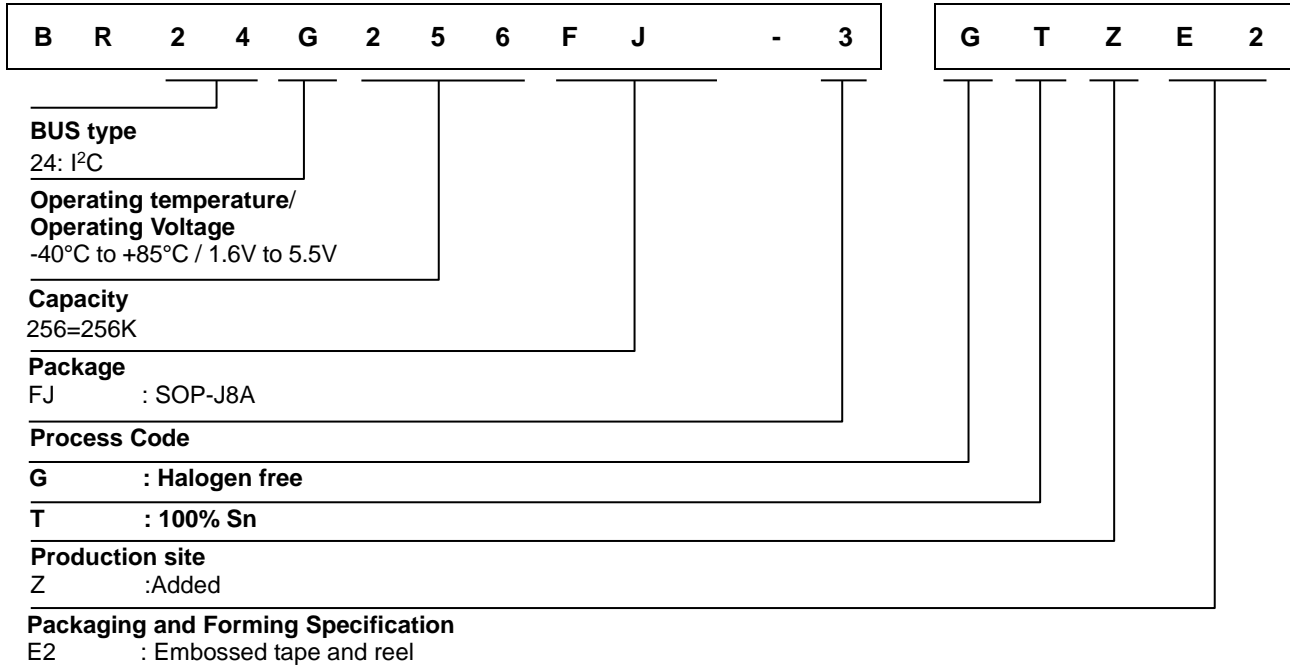 B R 2 4 G 2 5 6 F J - 3 G T Z E 2
BUS type
24: I²C
Operating temperature/
Operating Voltage
-40°C to +85°C / 1.6V to 5.5V
Capacity
256=256K
Package
FJ : SOP-J8A
Process Code
G : Halogen free
T : 100% Sn
Production site
Z :Added
Packaging and Forming Specification
E2 : Embossed tape and reel